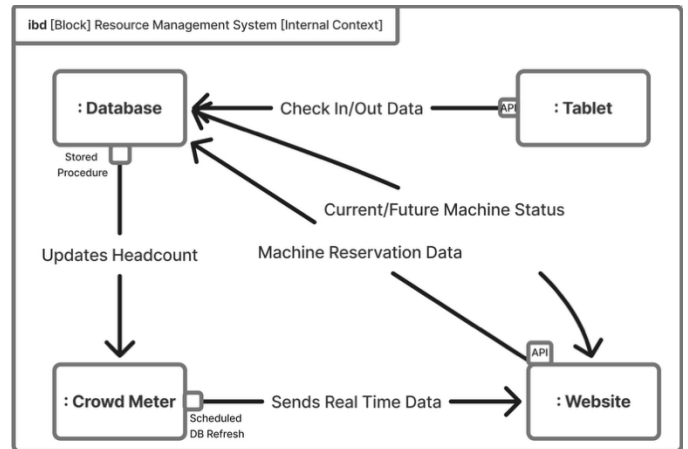 ibd [Block] Resource Management System [Internal Context]
: Database
Check In/Out Data
API
: Tablet
Stored
Procedure
Current/Future Machine Status
Updates Headcount
Machine Reservation Data
API
: Crowd Meter
Sends Real Time Data
: Website
Scheduled
DB Refresh